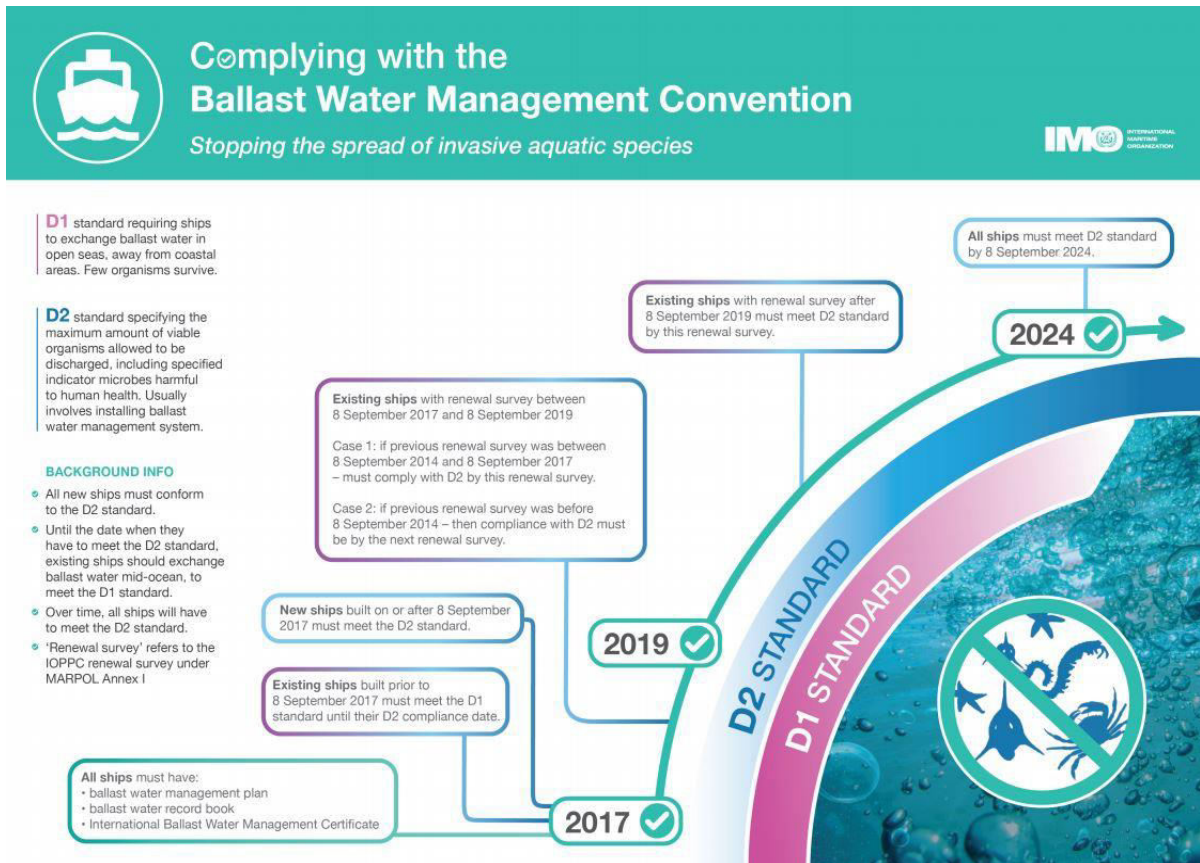 Complying with the
Ballast Water Management Convention
Stopping the spread of invasive aquatic species
IMO
INTERNATIONAL
MARITIME
ORGANIZATION
D1 standard requiring ships
to exchange ballast water in
open seas, away from coastal
areas. Few organisms survive.
D2 standard specifying the
maximum amount of viable
organisms allowed to be
discharged, including specified
indicator microbes harmful
to human health. Usually
involves installing ballast
water management system.
BACKGROUND INFO
All new ships must conform
to the D2 standard.
Until the date when they
have to meet the D2 standard,
existing ships should exchange
ballast water mid-ocean, to
meet the D1 standard.
Over time, all ships will have
to meet the D2 standard.
‘Renewal survey’ refers to the
IOPPC renewal survey under
MARPOL Annex I
All ships must meet D2 standard
by 8 September 2024.
2024
Existing ships with renewal survey after
8 September 2019 must meet D2 standard
by this renewal survey.
Existing ships with renewal survey between
8 September 2017 and 8 September 2019
Case 1: if previous renewal survey was between
8 September 2014 and 8 September 2017
– must comply with D2 by this renewal survey.
Case 2: if previous renewal survey was before
8 September 2014 – then compliance with D2 must
be by the next renewal survey.
2019
New ships built on or after 8 September
2017 must meet the D2 standard.
Existing ships built prior to
8 September 2017 must meet the D1
standard until their D2 compliance date.
All ships must have:
• ballast water management plan
• ballast water record book
• International Ballast Water Management Certificate
2017
D2 STANDARD
D1 STANDARD